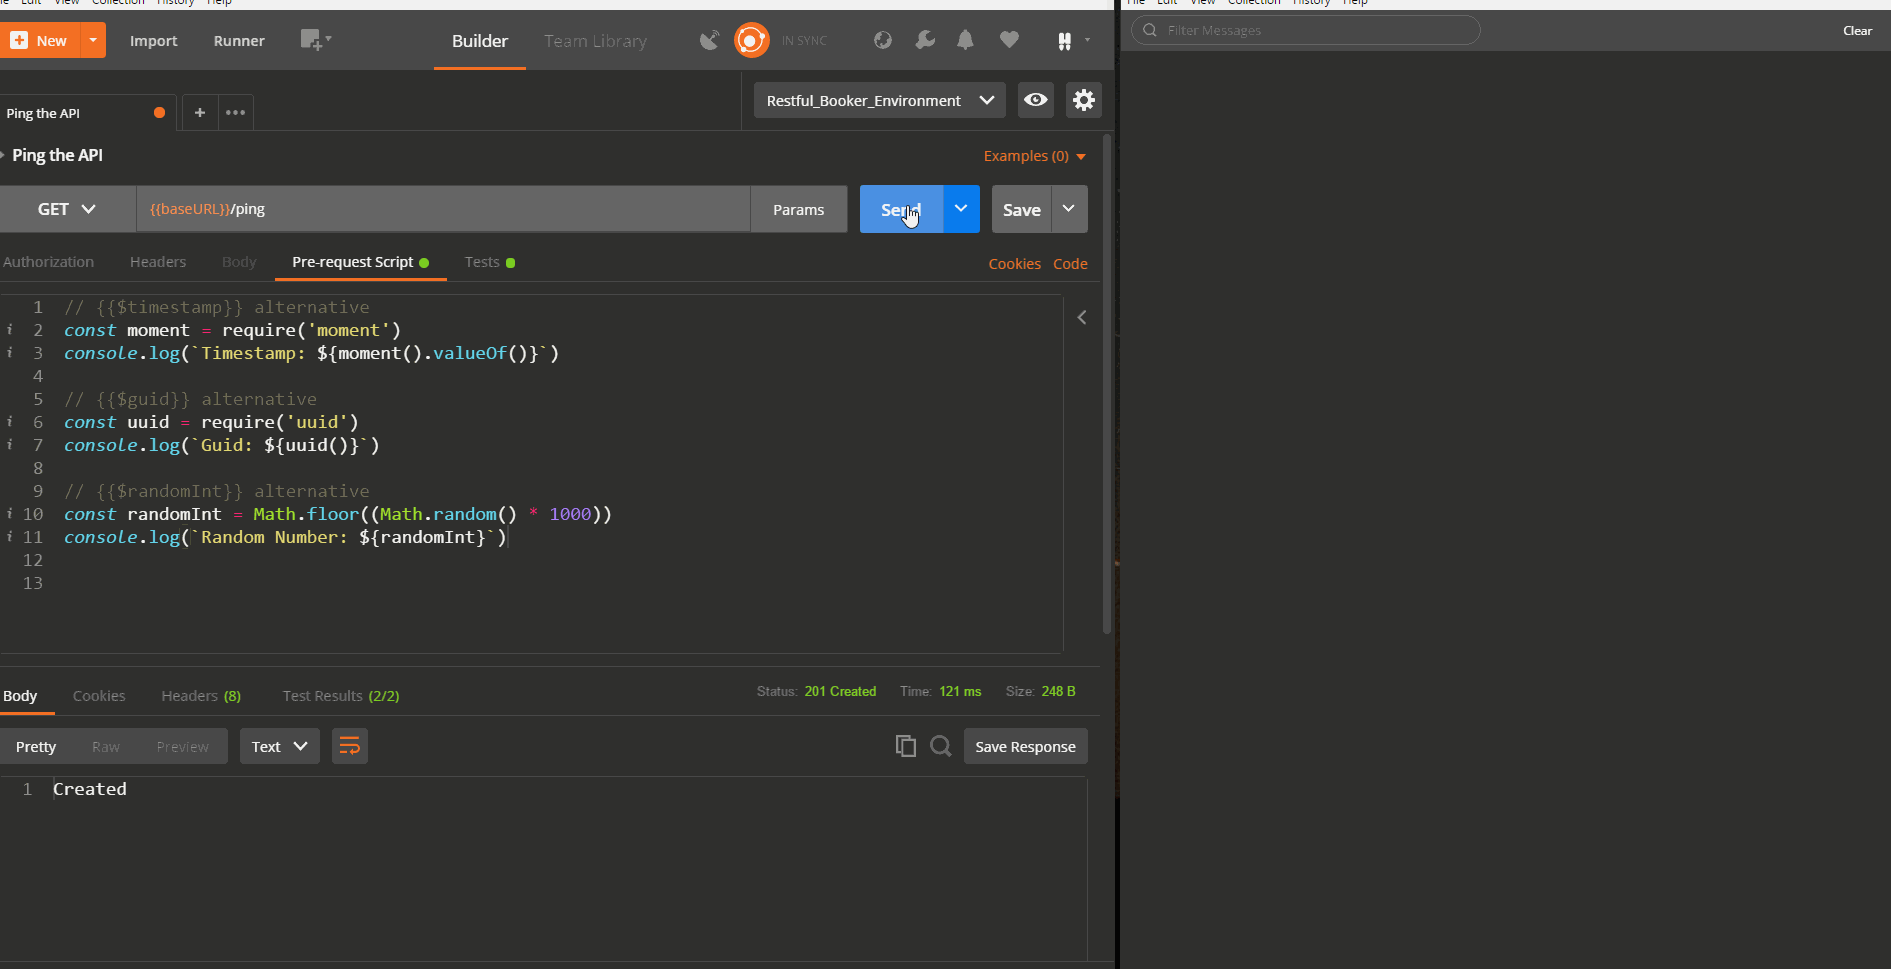 Edit View Collection History Help
File Edit View Collection History Help
New Import Runner Builder Team Library IN SYNC
Filter Messages Clear
Ping the API
Restful_Booker_Environment
Ping the API
Examples (0)
GET {{baseURL}}/ping Params Send Save
Authorization Headers Body Pre-request Script Tests Cookies Code
1 // {{$timestamp}} alternative
2 const moment = require('moment')
3 console.log(`Timestamp: ${moment().valueOf()}`)
4
5 // {{$guid}} alternative
6 const uuid = require('uuid')
7 console.log(`Guid: ${uuid()}`)
8
9 // {{$randomInt}} alternative
10 const randomInt = Math.floor((Math.random() * 1000))
11 console.log(`Random Number: ${randomInt}`)
12
13
Body Cookies Headers (8) Test Results (2/2) Status: 201 Created Time: 121 ms Size: 248 B
Pretty Raw Preview Text Save Response
1 Created